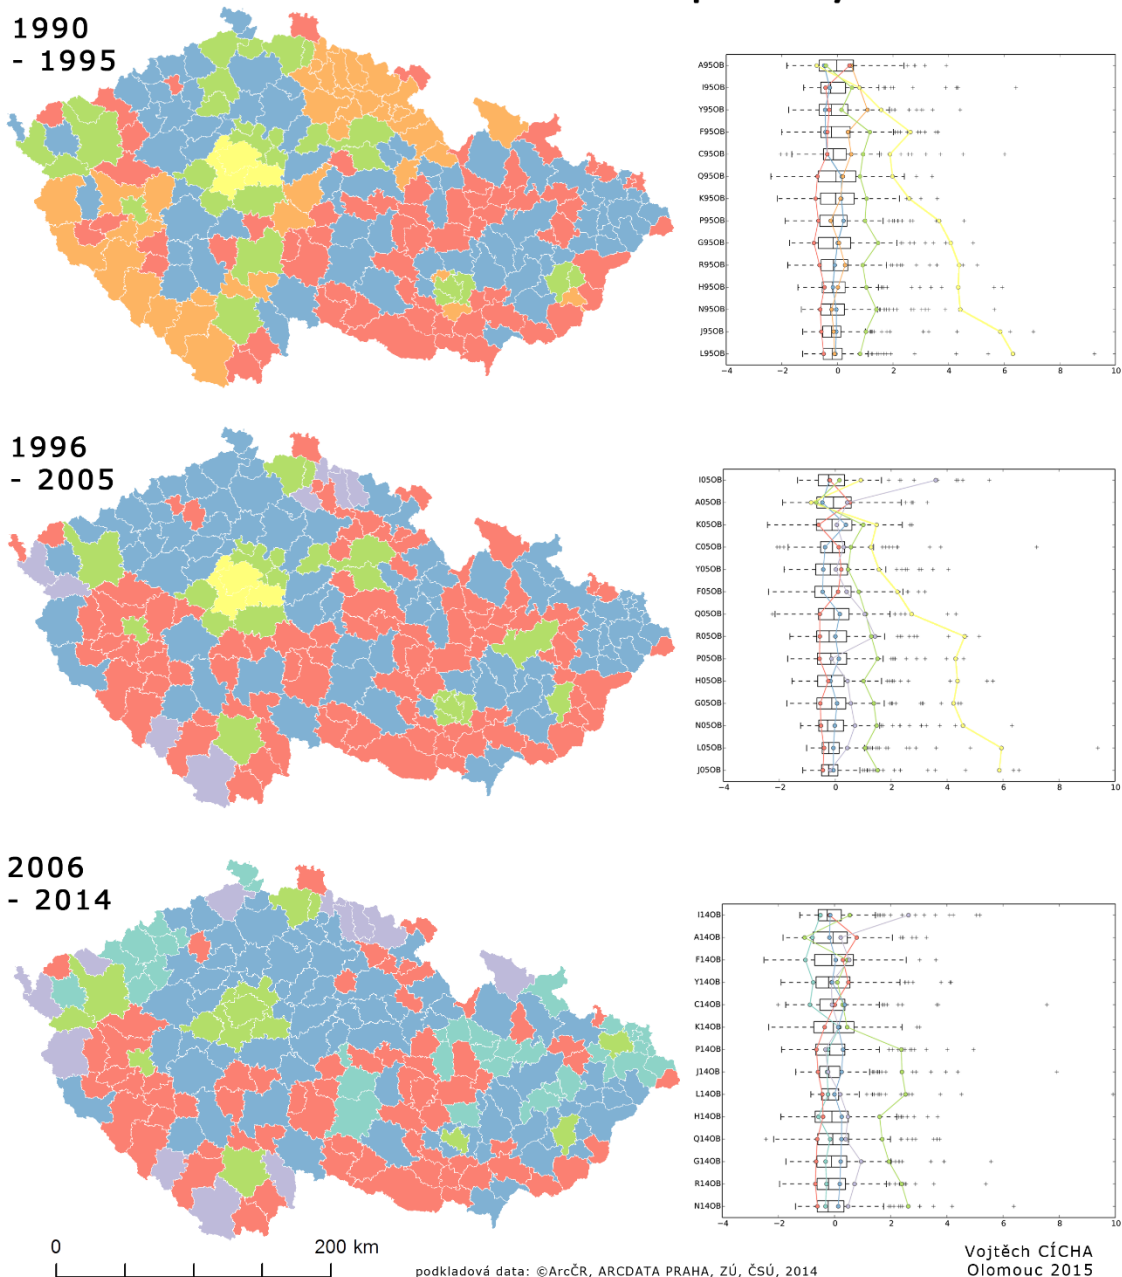 1990
- 1995
A95OB
I95OB
Y95OB
F95OB
C95OB
Q95OB
K95OB
P95OB
G95OB
R95OB
H95OB
N95OB
J95OB
L95OB
−4 −2 0 2 4 6 8 10
1996
- 2005
I05OB
A05OB
K05OB
C05OB
Y05OB
F05OB
Q05OB
R05OB
P05OB
H05OB
G05OB
N05OB
L05OB
J05OB
−4 −2 0 2 4 6 8 10
2006
- 2014
I14OB
A14OB
F14OB
Y14OB
C14OB
K14OB
P14OB
J14OB
L14OB
H14OB
Q14OB
G14OB
R14OB
N14OB
−4 −2 0 2 4 6 8 10
0 200 km
podkladová data: ©ArcČR, ARCDATA PRAHA, ZÚ, ČSÚ, 2014
Vojtěch CÍCHA
Olomouc 2015